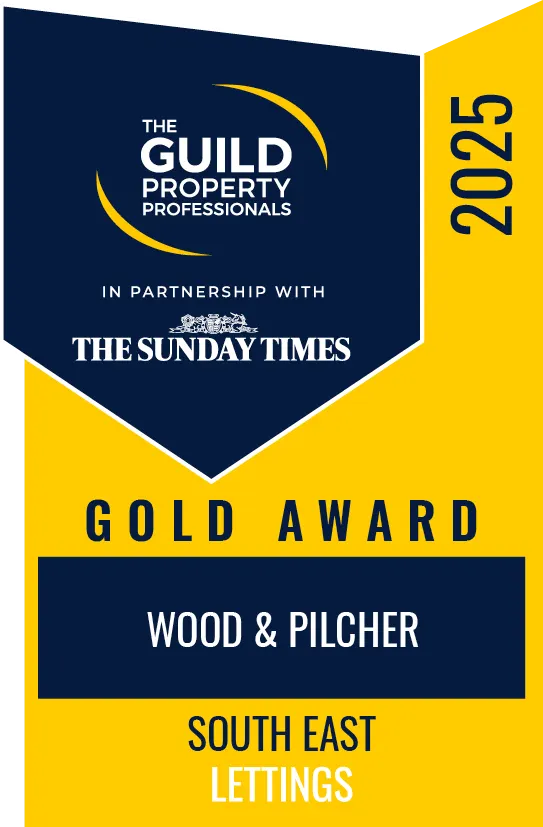 THE
GUILD
PROPERTY
PROFESSIONALS
IN PARTNERSHIP WITH
THE SUNDAY TIMES
2025
GOLD AWARD
WOOD & PILCHER
SOUTH EAST
LETTINGS